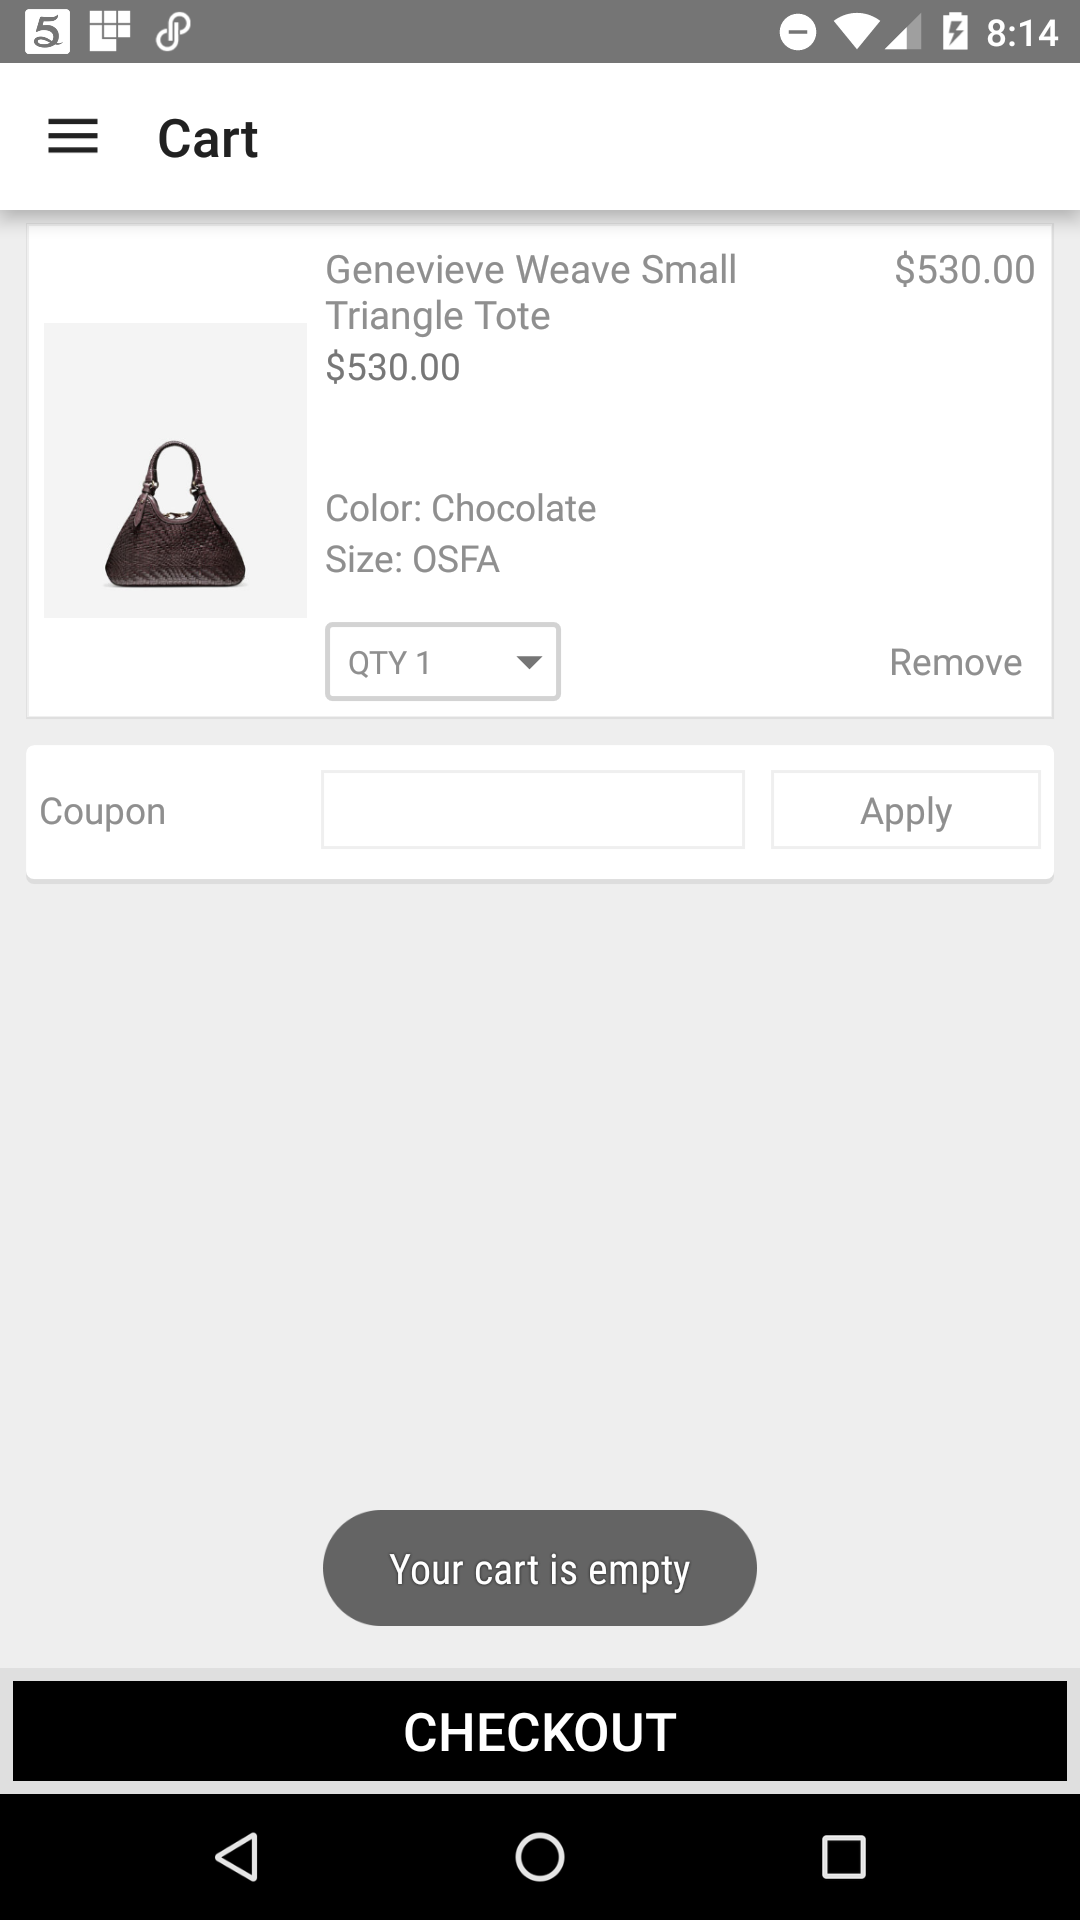 5 8:14
Cart
Genevieve Weave Small $530.00
Triangle Tote
$530.00
Color: Chocolate
Size: OSFA
QTY 1 Remove
Coupon Apply
Your cart is empty
CHECKOUT